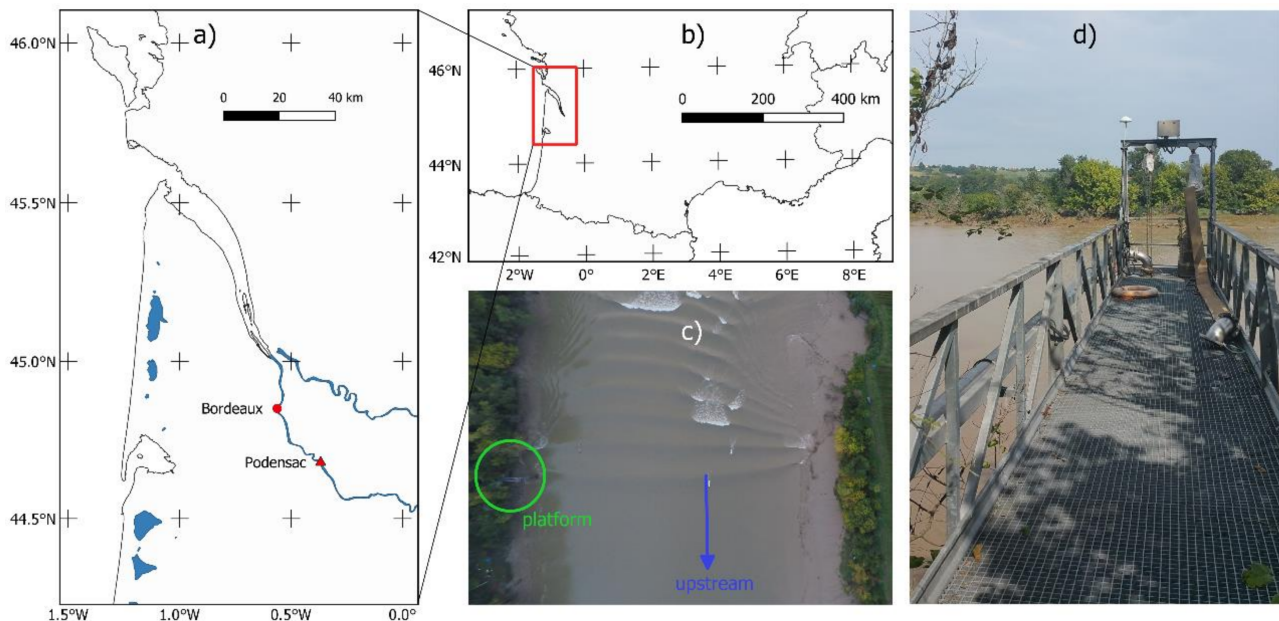 a)
46.0°N
0 20 40 km
45.5°N
45.0°N
Bordeaux
Podensac
44.5°N
1.5°W 1.0°W 0.5°W 0.0°
b)
46°N
0 200 400 km
44°N
42°N
2°W 0° 2°E 4°E 6°E 8°E
c)
platform
upstream
d)